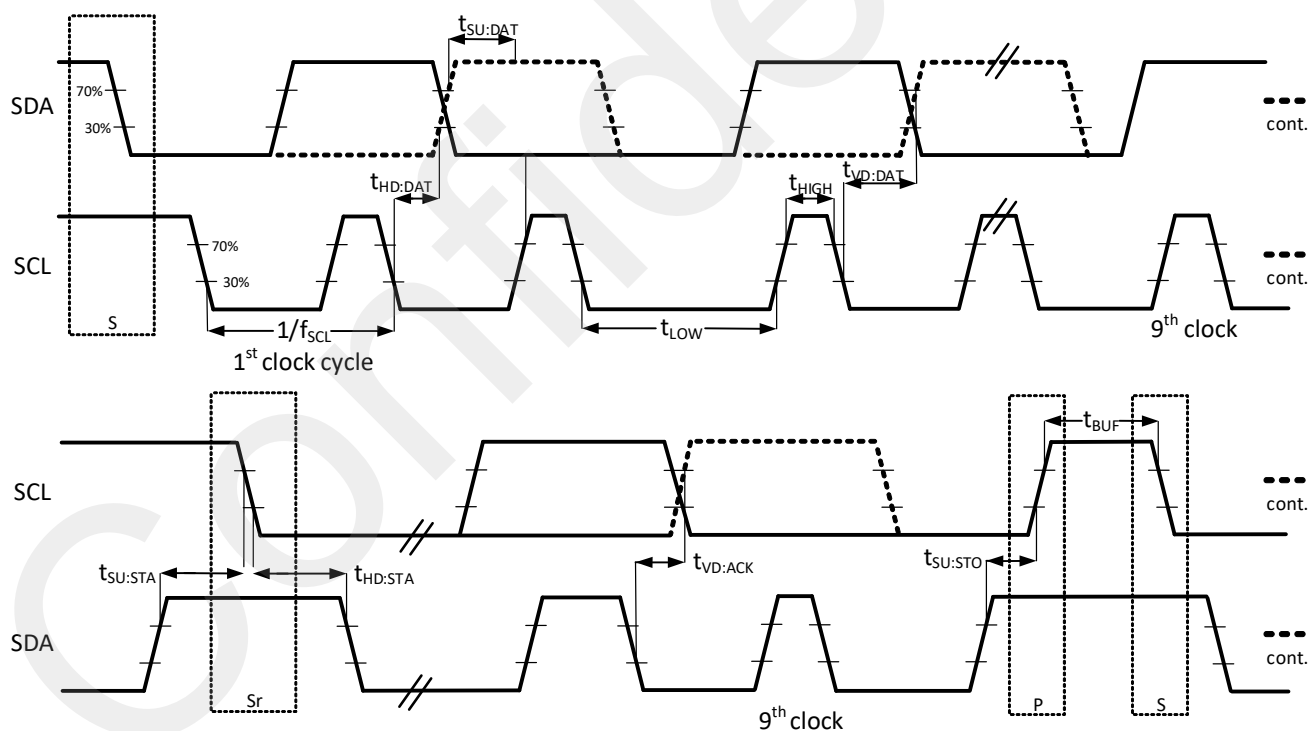 tSU:DAT
SDA
70%
30%
cont.
tHD:DAT
tHIGH
tVD:DAT
SCL
70%
30%
cont.
S
1/fSCL
tLOW
1st clock cycle
9th clock
tBUF
SCL
cont.
tSU:STA
tHD:STA
tVD:ACK
tSU:STO
SDA
cont.
Sr
P
S
9th clock
Confide